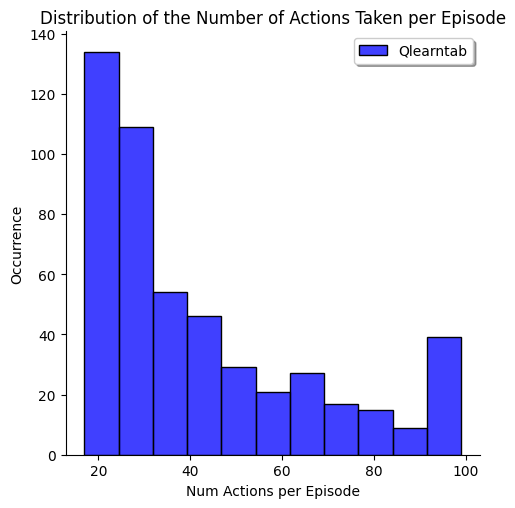 Distribution of the Number of Actions Taken per Episode
Qlearntab
140
120
100
80
60
40
20
0
Occurrence
20 40 60 80 100
Num Actions per Episode